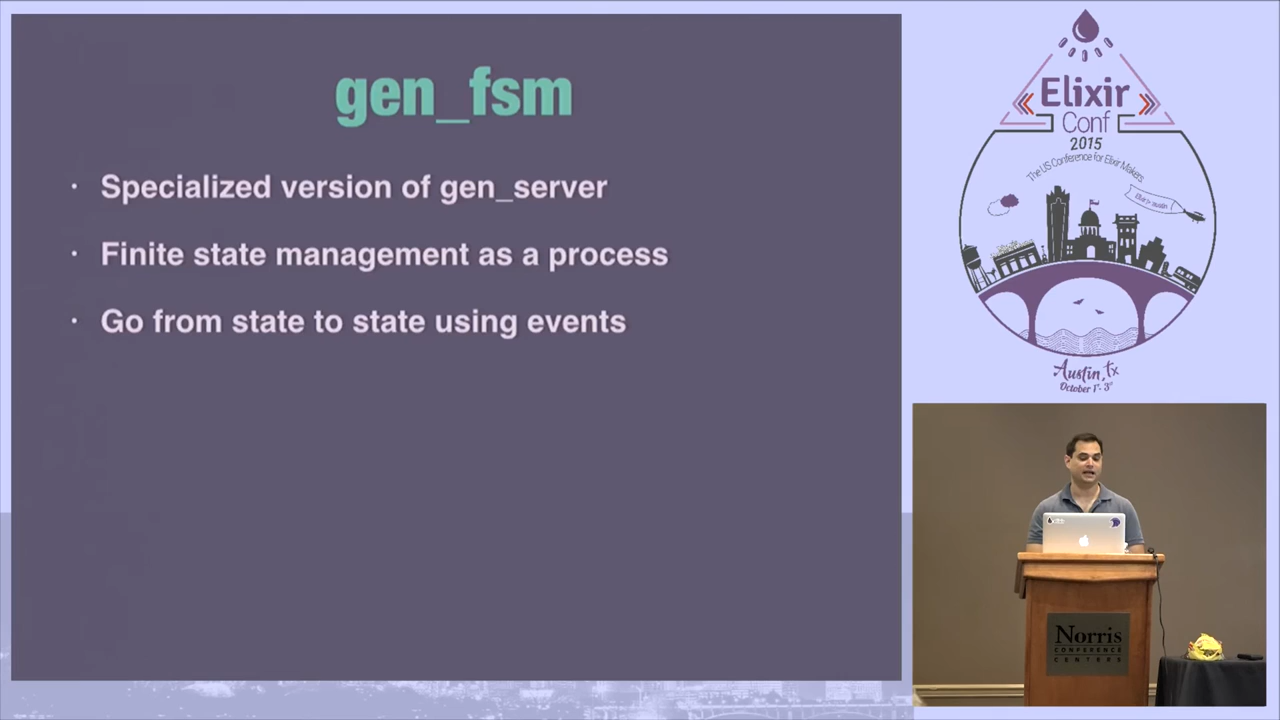 gen_fsm
· Specialized version of gen_server
· Finite state management as a process
· Go from state to state using events
Elixir
Conf
2015
The US Conference for Elixir Makers
Austin, Tx
October 1st - 3rd
Norris
CONFERENCE
CENTERS